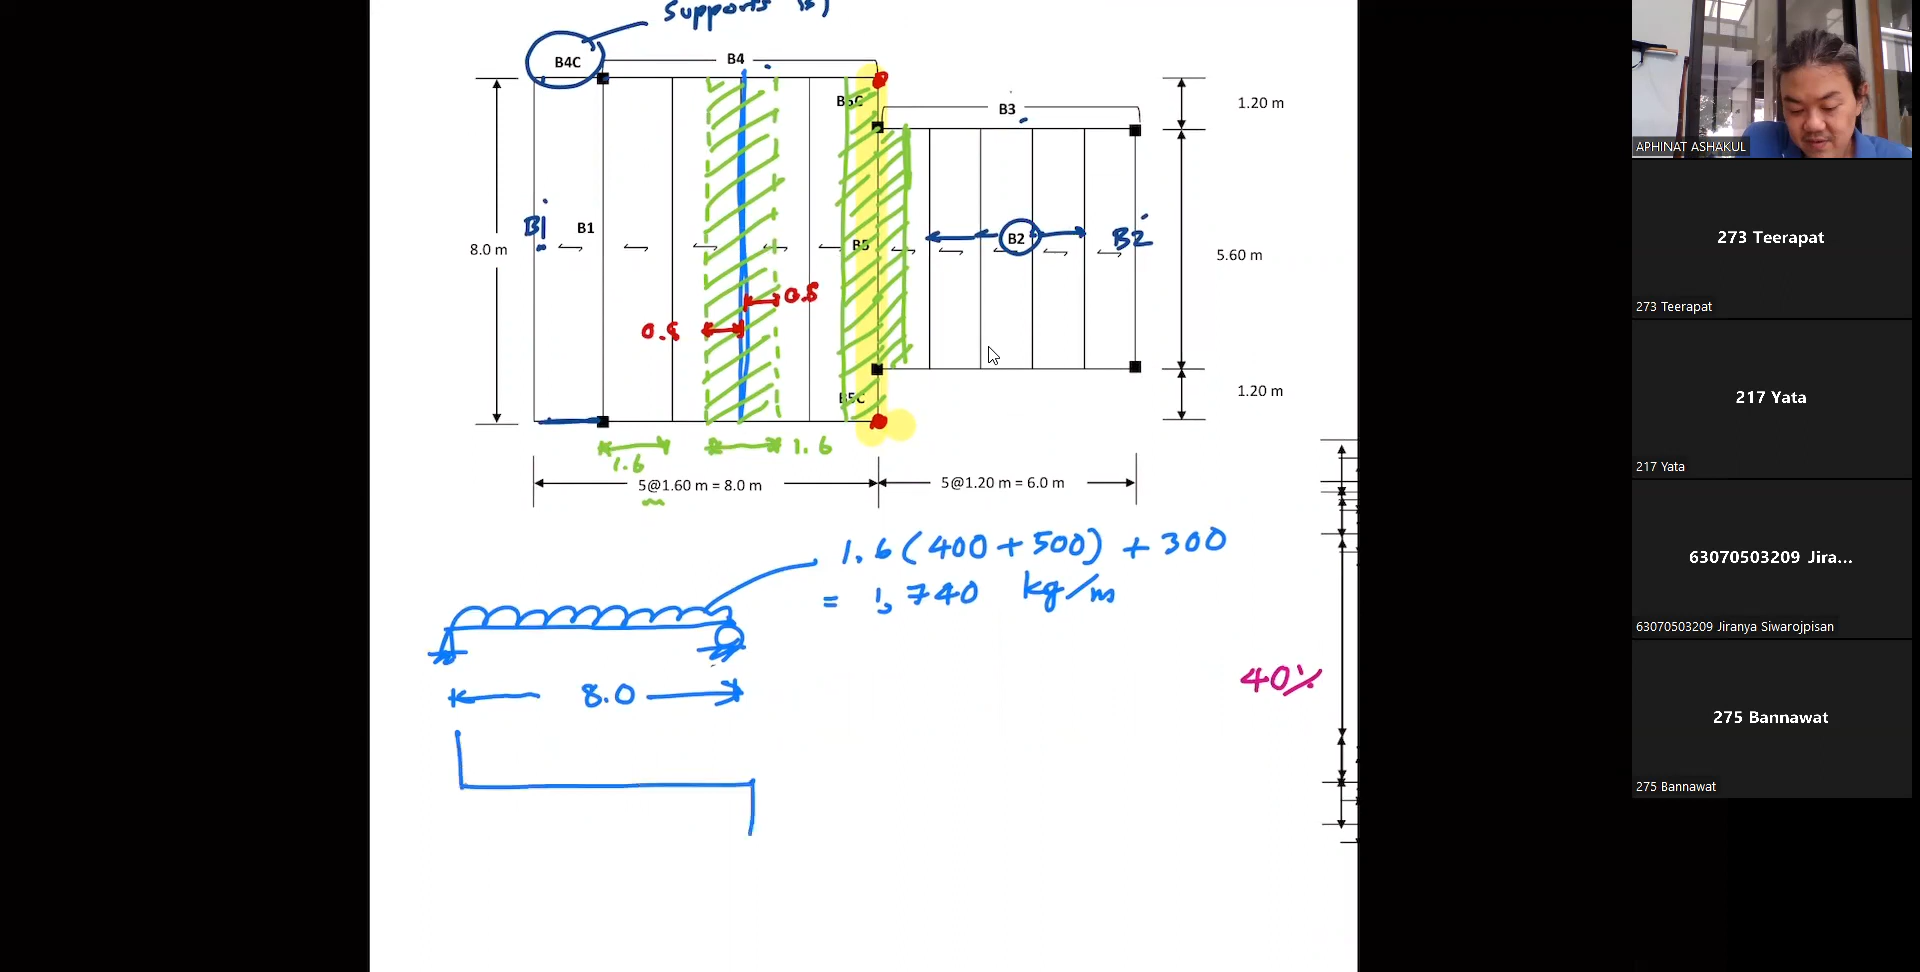 Supports
B4C
B4
B5C
B3
1.20 m
B1
B1
8.0 m
B5
B2
B2
5.60 m
0.8
0.8
B5C
1.20 m
1.6
1.6
5@1.60 m = 8.0 m
5@1.20 m = 6.0 m
1.6(400+500) + 300
= 1,740 kg/m
8.0
40%
APHINAT ASHAKUL
273 Teerapat
273 Teerapat
217 Yata
217 Yata
63070503209 Jira...
63070503209 Jiranya Siwarojpisan
275 Bannawat
275 Bannawat